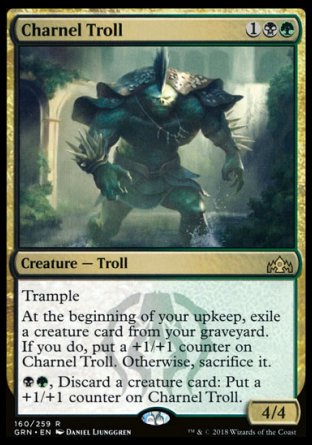 Charnel Troll 1
Creature — Troll
Trample
At the beginning of your upkeep, exile
a creature card from your graveyard.
If you do, put a +1/+1 counter on
Charnel Troll. Otherwise, sacrifice it.
, Discard a creature card: Put a
+1/+1 counter on Charnel Troll.
4/4
160/259 R
GRN • EN DANIEL LJUNGGREN
™ & © 2018 Wizards of the Coast